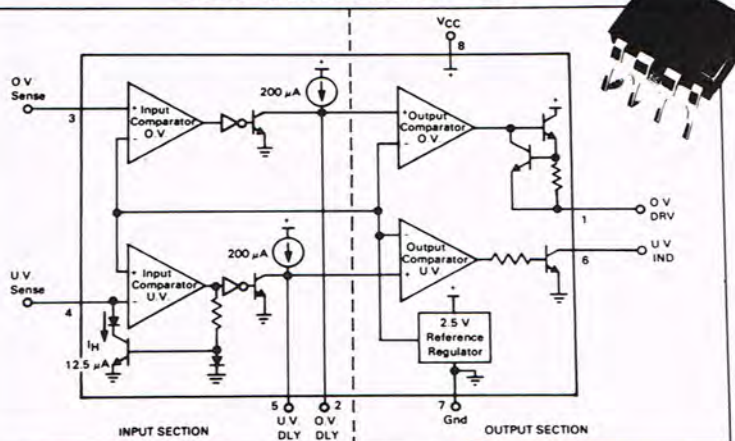 VCC
8
O.V.
Sense
3
+
Input
Comparator
O.V.
-
200 μA
+
+
Output
Comparator
O.V.
-
+
1
O V
DRV
U.V.
Sense
4
+
Input
Comparator
U.V.
-
200 μA
+
-
Output
Comparator
U.V.
+
6
U V
IND
IH
12.5 μA
+
2.5 V
Reference
Regulator
5
U.V.
DLY
2
O.V.
DLY
7
Gnd
INPUT SECTION
OUTPUT SECTION